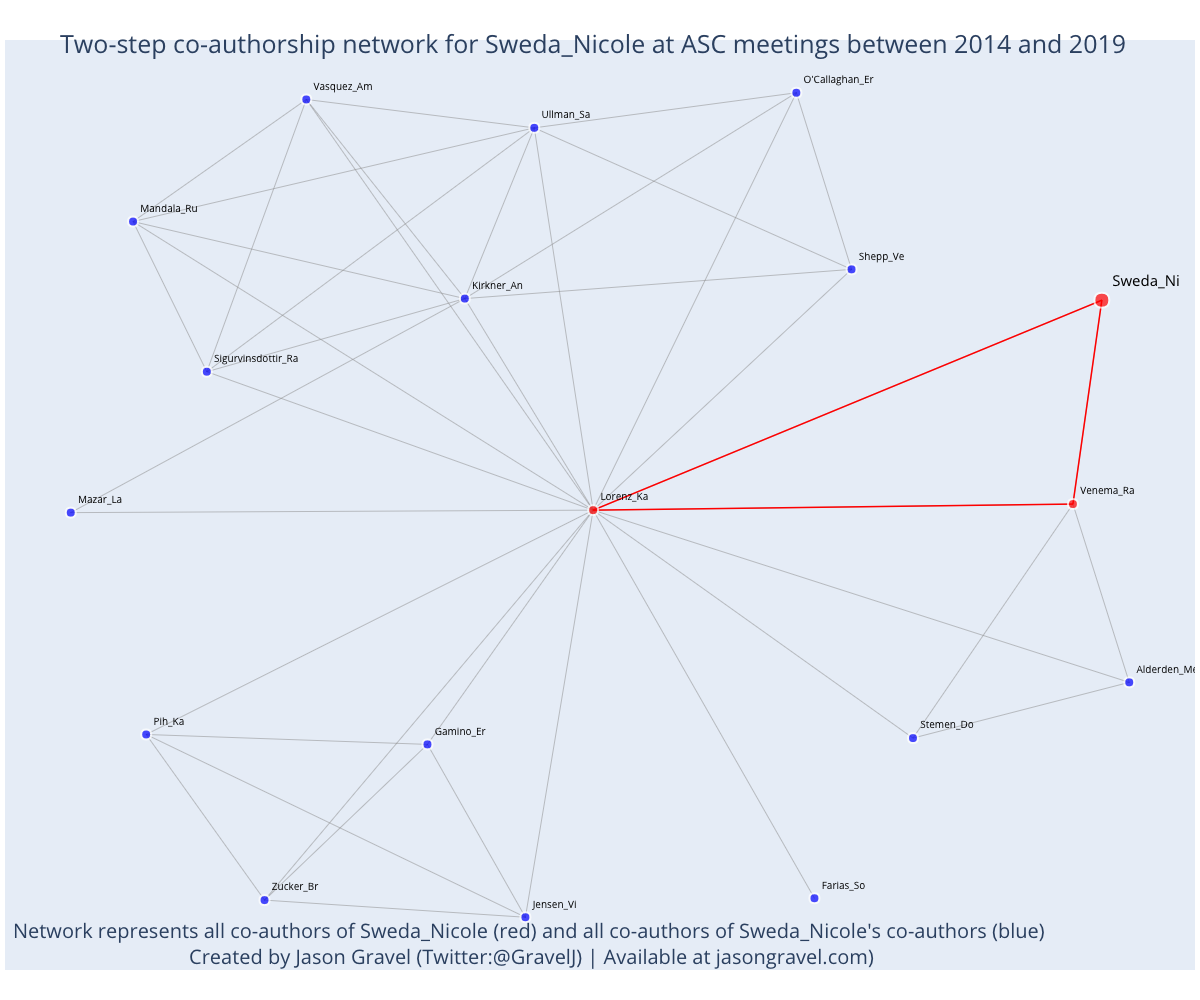 Two-step co-authorship network for Sweda_Nicole at ASC meetings between 2014 and 2019
O'Callaghan_Er
Vasquez_Am
Ullman_Sa
Mandala_Ru
Shepp_Ve
Sweda_Ni
Kirkner_An
Sigurvinsdottir_Ra
Venema_Ra
Lorenz_Ka
Mazar_La
Alderden_Me
Pih_Ka
Stemen_Do
Gamino_Er
Zucker_Br
Farias_So
Jensen_Vi
Network represents all co-authors of Sweda_Nicole (red) and all co-authors of Sweda_Nicole's co-authors (blue)
Created by Jason Gravel (Twitter:@GravelJ) | Available at jasongravel.com)